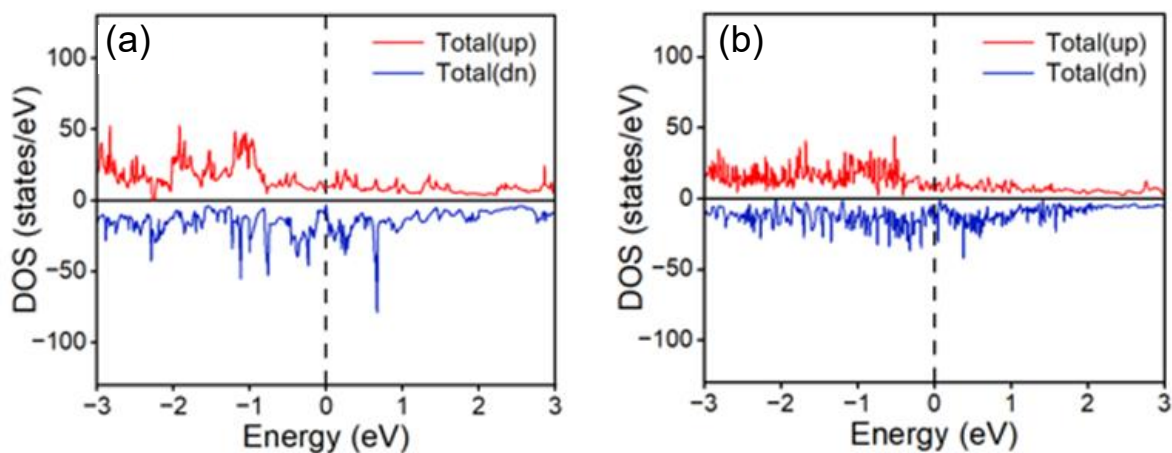 (a)
Total(up)
Total(dn)
DOS (states/eV)
100
50
0
−50
−100
−3 −2 −1 0 1 2 3
Energy (eV)
(b)
Total(up)
Total(dn)
DOS (states/eV)
100
50
0
−50
−100
−3 −2 −1 0 1 2 3
Energy (eV)